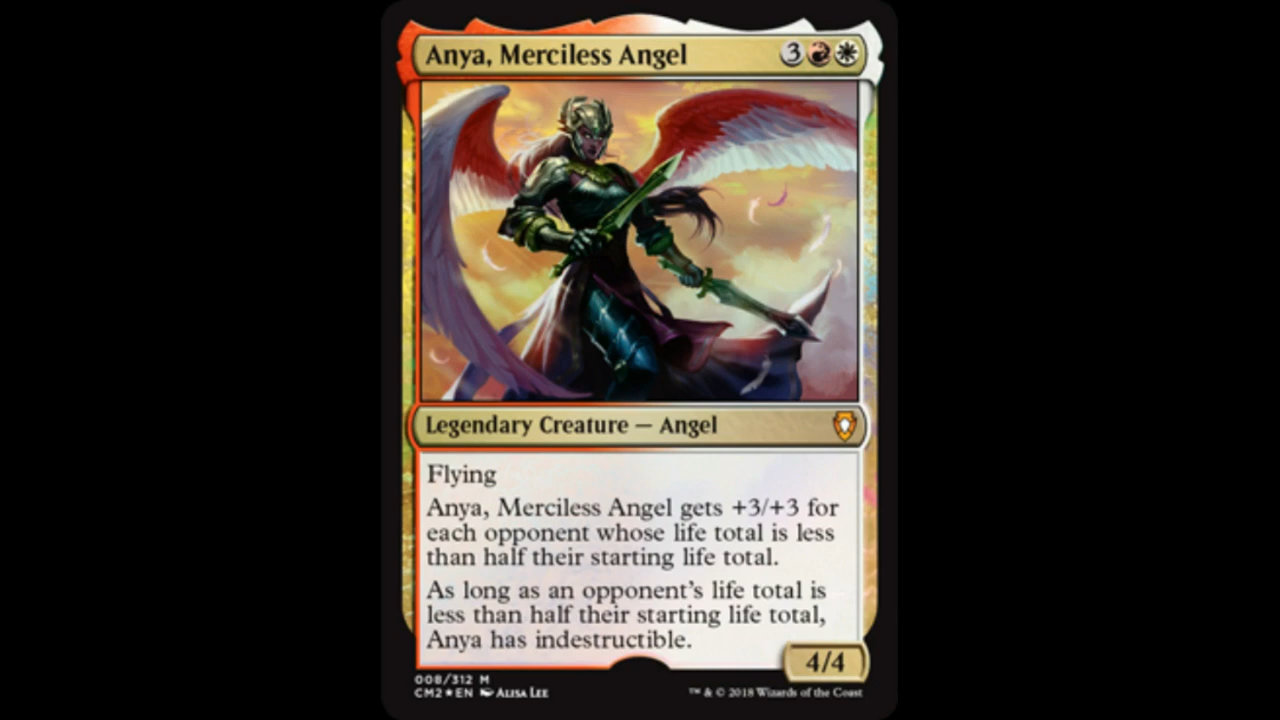 Anya, Merciless Angel 3
Legendary Creature — Angel
Flying
Anya, Merciless Angel gets +3/+3 for
each opponent whose life total is less
than half their starting life total.
As long as an opponent's life total is
less than half their starting life total,
Anya has indestructible.
4/4
008/312 M
CM2★EN Alisa Lee
™ & © 2018 Wizards of the Coast